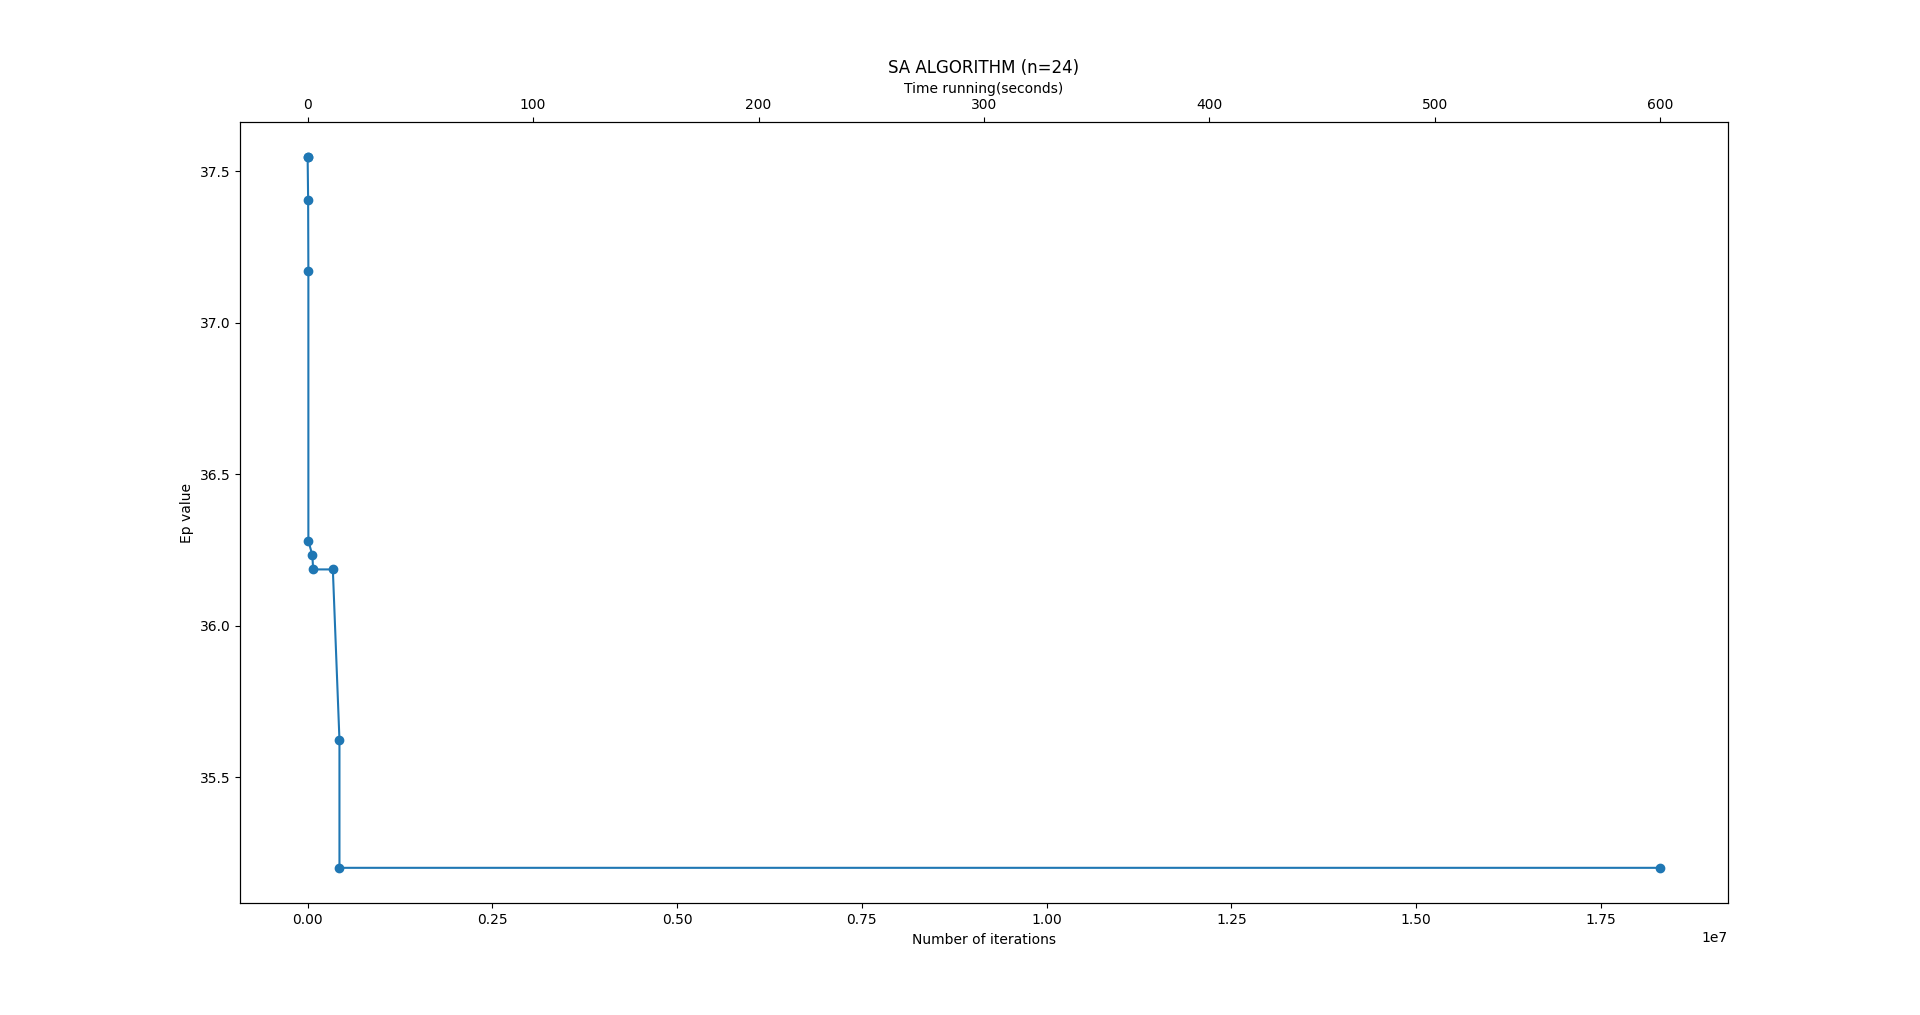 SA ALGORITHM (n=24)
Time running(seconds)
0 100 200 300 400 500 600
37.5
37.0
36.5
36.0
35.5
Ep value
0.00 0.25 0.50 0.75 1.00 1.25 1.50 1.75
1e7
Number of iterations